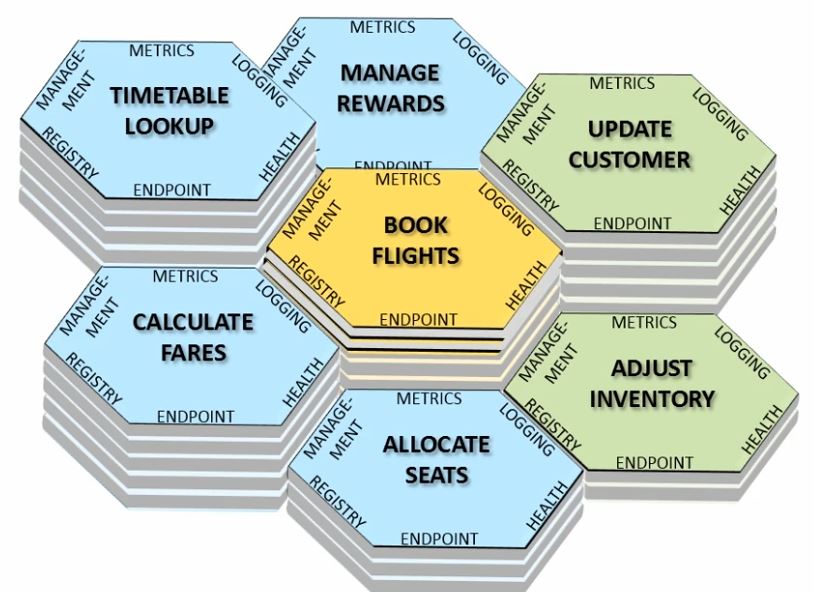 METRICS
MANAGE-
MENT
LOGGING
TIMETABLE
LOOKUP
REGISTRY
HEALTH
ENDPOINT
METRICS
MANAGE-
MENT
LOGGING
MANAGE
REWARDS
ENDPOINT
METRICS
MANAGE-
MENT
LOGGING
UPDATE
CUSTOMER
REGISTRY
HEALTH
ENDPOINT
METRICS
MANAGE-
MENT
LOGGING
BOOK
FLIGHTS
REGISTRY
HEALTH
ENDPOINT
METRICS
MANAGE-
MENT
LOGGING
CALCULATE
FARES
REGISTRY
HEALTH
ENDPOINT
METRICS
MANAGE-
MENT
LOGGING
ADJUST
INVENTORY
REGISTRY
HEALTH
ENDPOINT
METRICS
MANAGE-
MENT
LOGGING
ALLOCATE
SEATS
REGISTRY
HEALTH
ENDPOINT